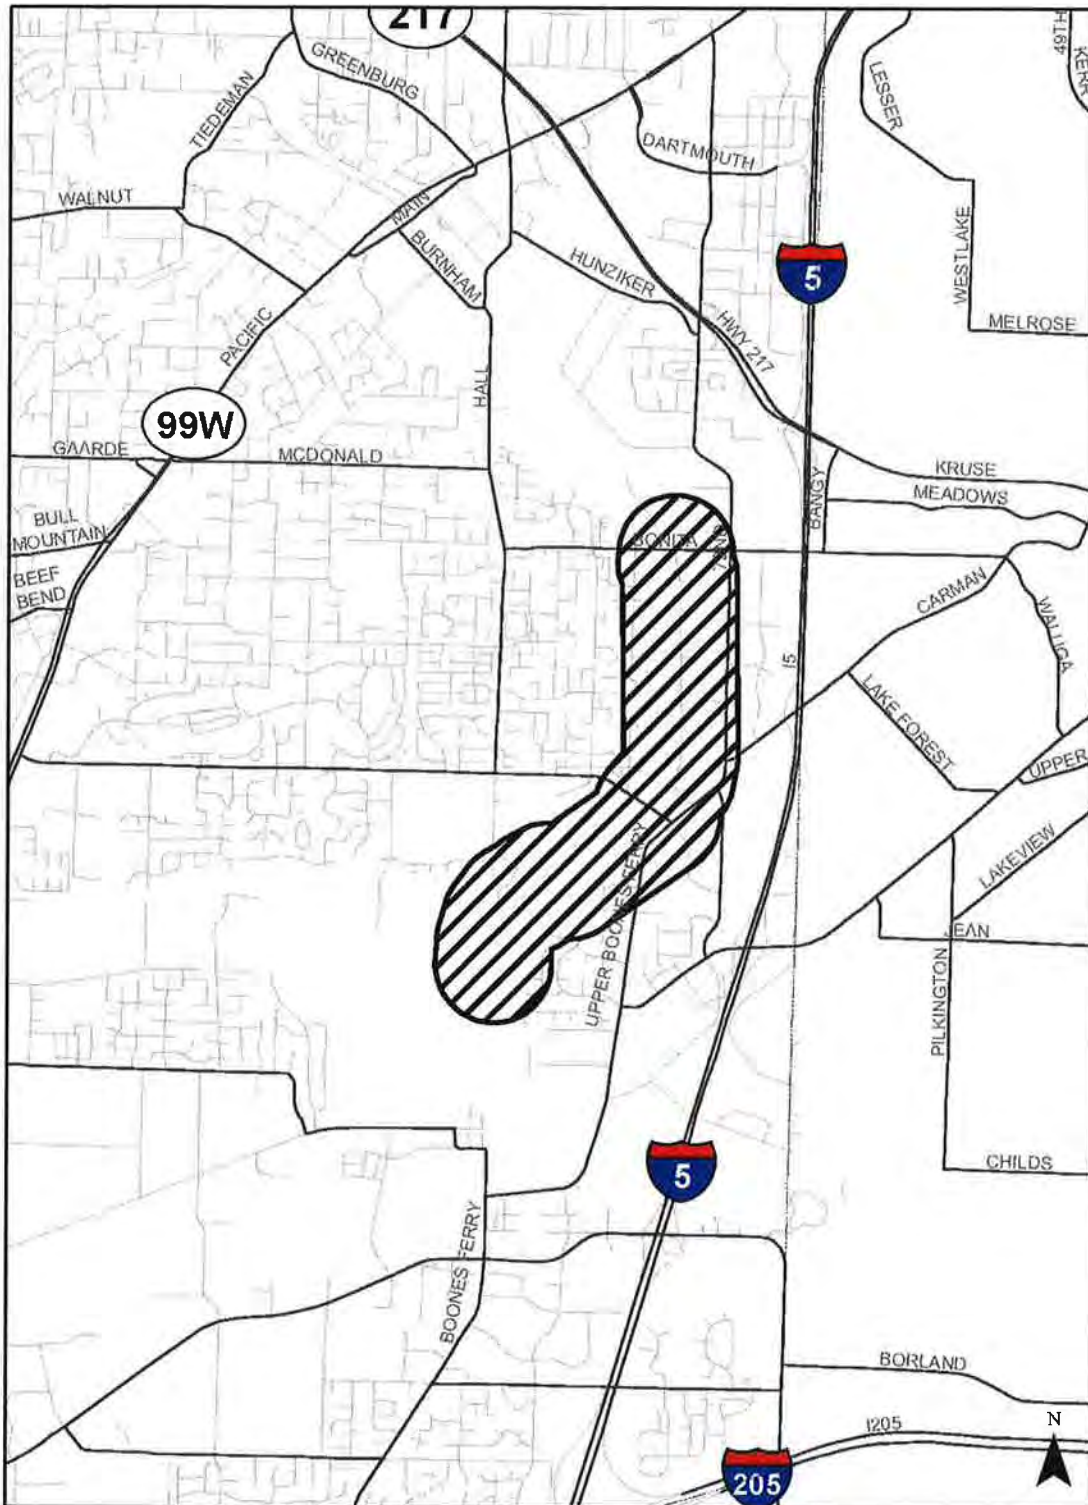 217
GREENBURG
49TH
KERR
TIEDEMAN
LESSER
DARTMOUTH
WALNUT
MAIN
BURNHAM
HUNZIKER
5
WESTLAKE
MELROSE
PACIFIC
HWY 217
HALL
99W
GAARDE
MCDONALD
KRUSE
MEADOWS
BANGY
BULL
MOUNTAIN
BONITA
72ND
BEEF
BEND
CARMAN
WALUGA
I5
LAKE FOREST
UPPER
UPPER BOONES FERRY
LAKEVIEW
JEAN
PILKINGTON
5
CHILDS
BOONES FERRY
BORLAND
I205
N
205